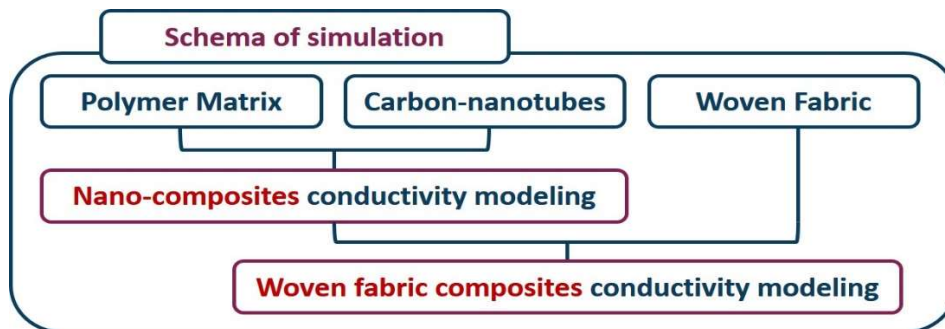 Schema of simulation
Polymer Matrix
Carbon-nanotubes
Woven Fabric
Nano-composites conductivity modeling
Woven fabric composites conductivity modeling